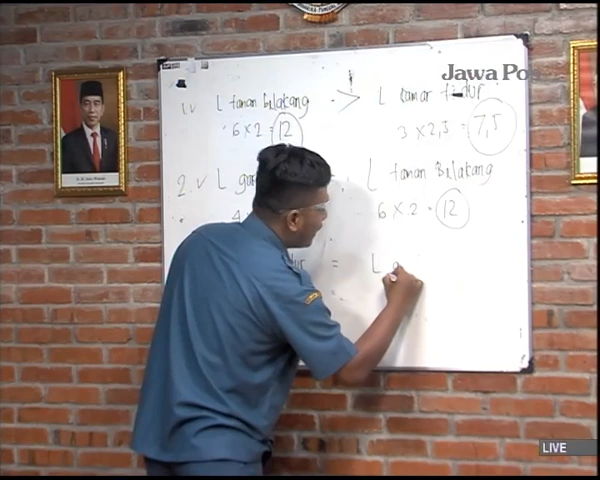 Jawa Pos
1. √ L taman Belakang > L kamar tidur
6 × 2 = 12 3 × 2,5 = 7,5
2. √ L L taman Belakang
4 6 × 2 = 12
= L
LIVE